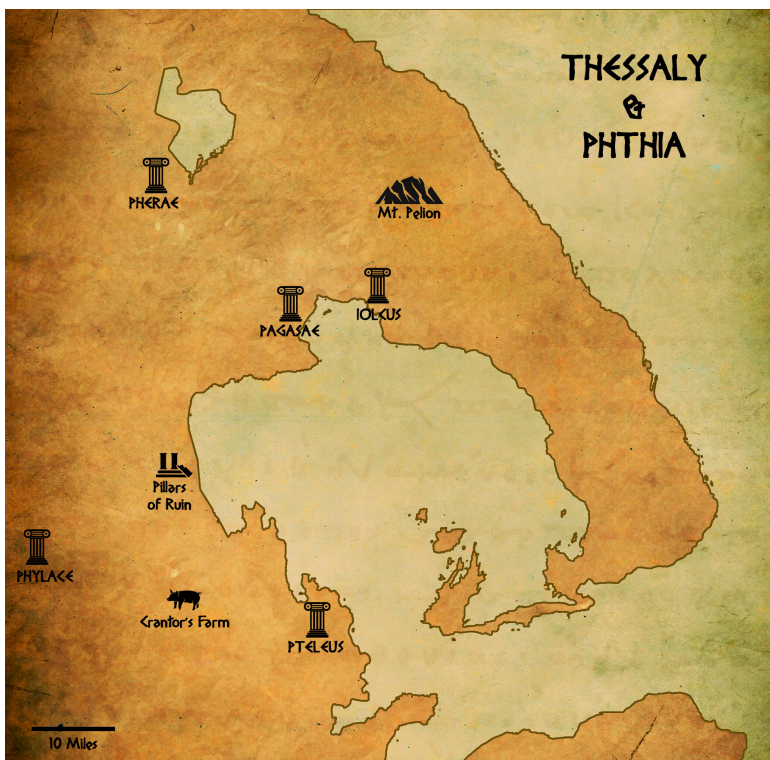 THESSALY
&
PHTHIA
PHERAE
Mt. Pelion
PAGASAE
IOLCUS
Pillars
of Ruin
PHYLACE
Crantor's Farm
PTELEUS
10 Miles